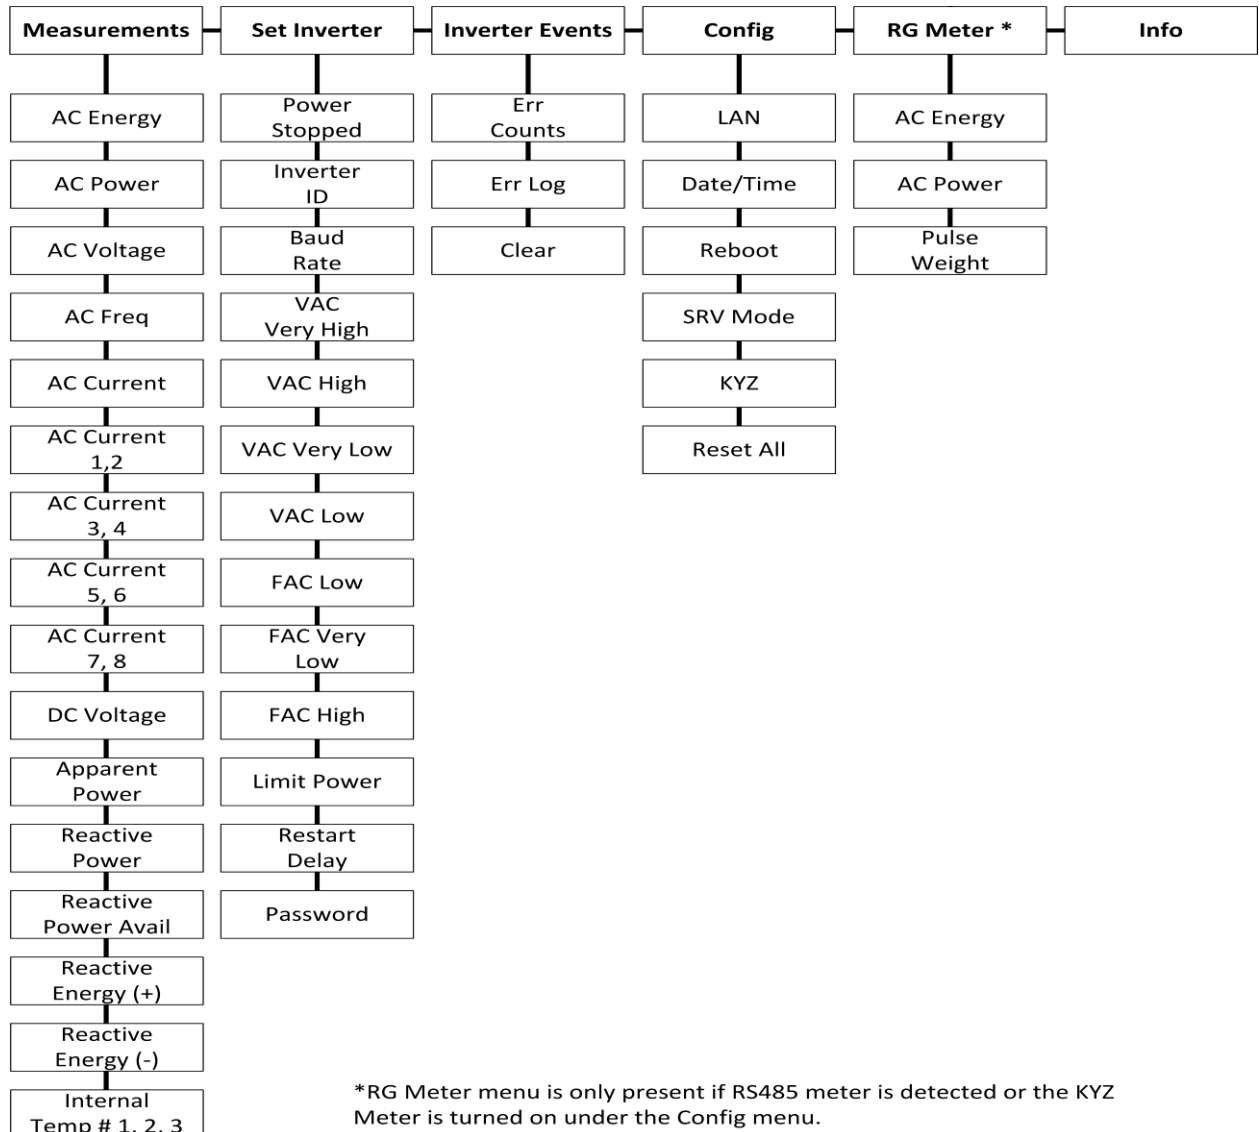 Measurements
Set Inverter
Inverter Events
Config
RG Meter *
Info
AC Energy
AC Power
AC Voltage
AC Freq
AC Current
AC Current
1,2
AC Current
3, 4
AC Current
5, 6
AC Current
7, 8
DC Voltage
Apparent
Power
Reactive
Power
Reactive
Power Avail
Reactive
Energy (+)
Reactive
Energy (-)
Internal
Temp # 1, 2, 3
Power
Stopped
Inverter
ID
Baud
Rate
VAC
Very High
VAC High
VAC Very Low
VAC Low
FAC Low
FAC Very
Low
FAC High
Limit Power
Restart
Delay
Password
Err
Counts
Err Log
Clear
LAN
Date/Time
Reboot
SRV Mode
KYZ
Reset All
AC Energy
AC Power
Pulse
Weight
*RG Meter menu is only present if RS485 meter is detected or the KYZ
Meter is turned on under the Config menu.